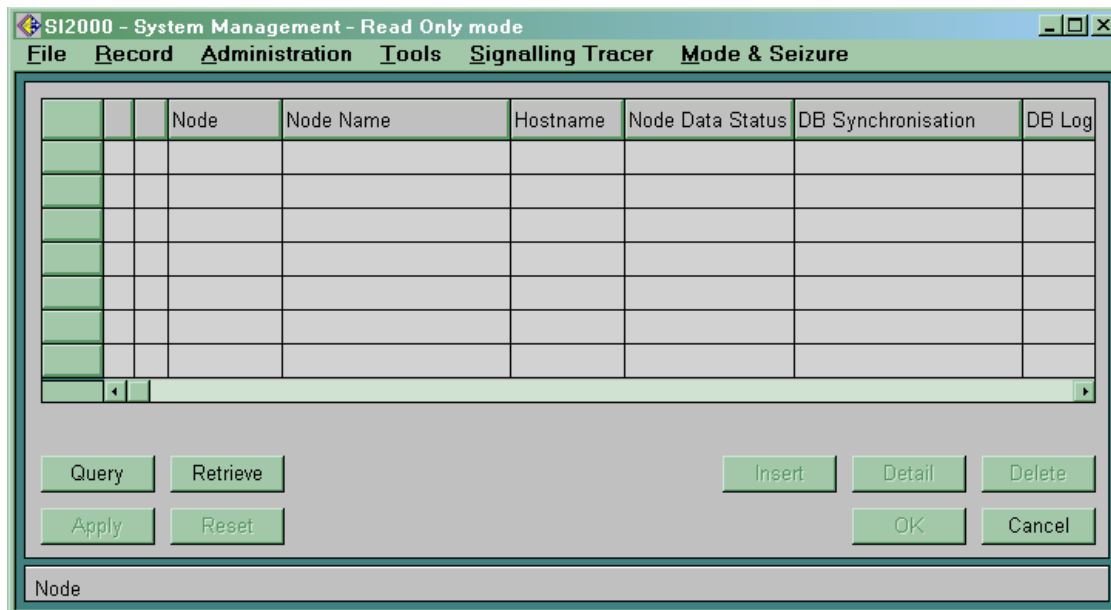 SI2000 - System Management - Read Only mode
File Record Administration Tools Signalling Tracer Mode & Seizure
Node Node Name Hostname Node Data Status DB Synchronisation DB Log
Query Retrieve Insert Detail Delete
Apply Reset OK Cancel
Node